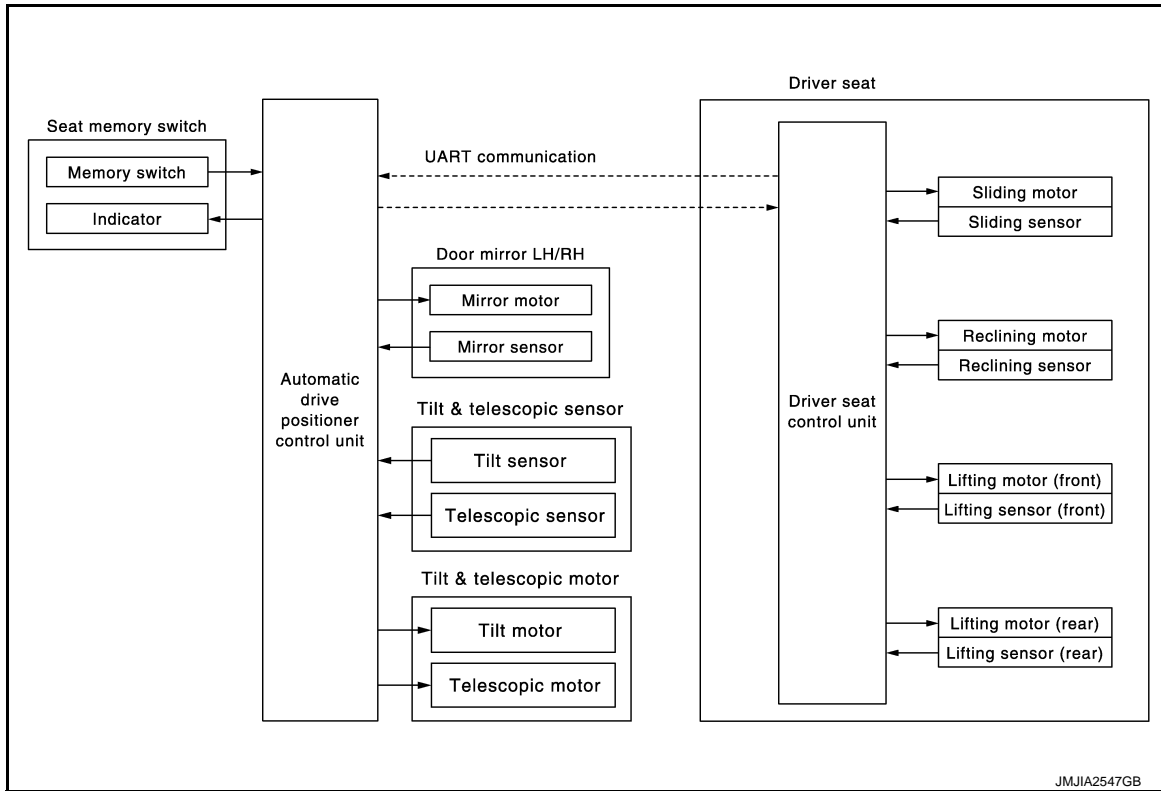 Driver seat
Seat memory switch
Memory switch
Indicator
UART communication
Door mirror LH/RH
Mirror motor
Mirror sensor
Automatic
drive
positioner
control unit
Tilt & telescopic sensor
Tilt sensor
Telescopic sensor
Tilt & telescopic motor
Tilt motor
Telescopic motor
Driver seat
control unit
Sliding motor
Sliding sensor
Reclining motor
Reclining sensor
Lifting motor (front)
Lifting sensor (front)
Lifting motor (rear)
Lifting sensor (rear)
JMJIA2547GB